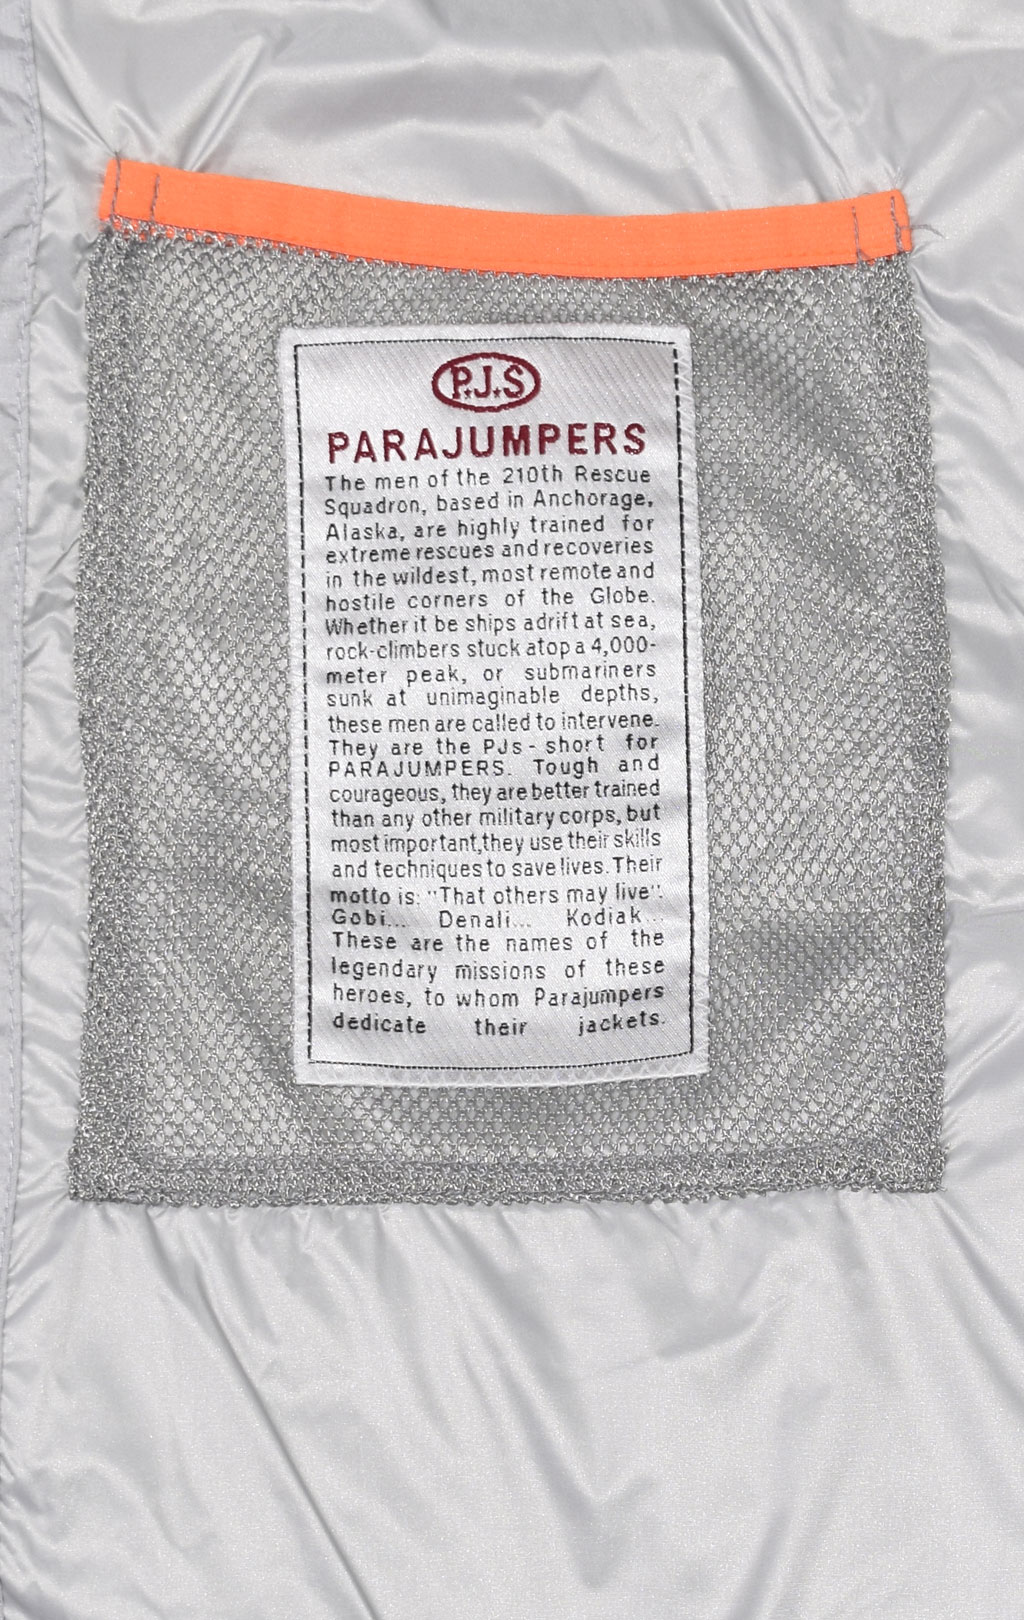 P.J.S
PARAJUMPERS
The men of the 210th Rescue
Squadron, based in Anchorage,
Alaska, are highly trained for
extreme rescues and recoveries
in the wildest, most remote and
hostile corners of the Globe.
Whether it be ships adrift at sea,
rock-climbers stuck atop a 4,000-
meter peak, or submariners
sunk at unimaginable depths,
these men are called to intervene.
They are the PJs - short for
PARAJUMPERS. Tough and
courageous, they are better trained
than any other military corps, but
most important,they use their skills
and techniques to save lives. Their
motto is: "That others may live".
Gobi... Denali... Kodiak...
These are the names of the
legendary missions of these
heroes, to whom Parajumpers
dedicate their jackets.